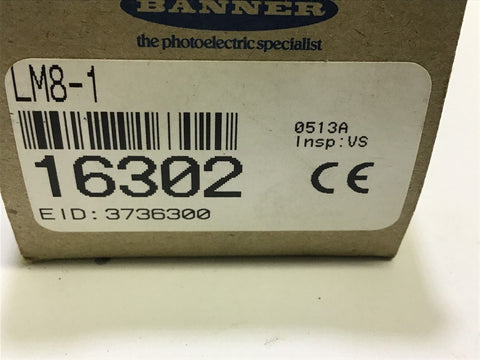 BANNER
the photoelectric specialist
LM8-1
0513A
Insp:VS
16302
CE
EID: 3736300